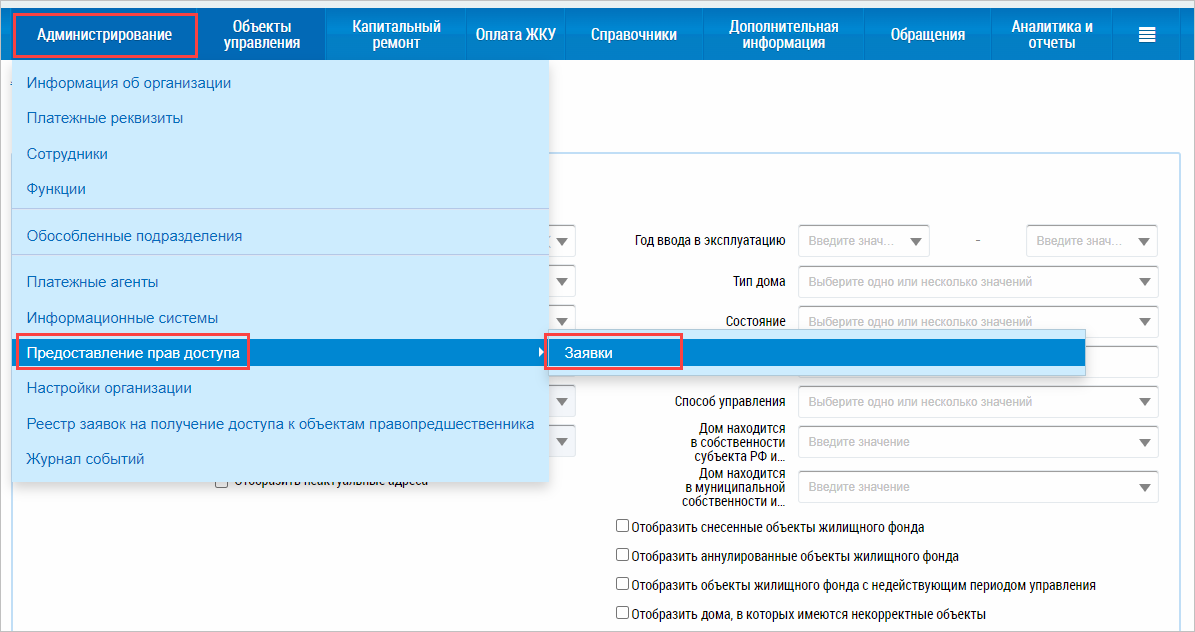 Администрирование
Объекты
управления
Капитальный
ремонт
Оплата ЖКУ
Справочники
Дополнительная
информация
Обращения
Аналитика и
отчеты
Информация об организации
Платежные реквизиты
Сотрудники
Функции
Обособленные подразделения
Платежные агенты
Информационные системы
Предоставление прав доступа
Заявки
Настройки организации
Реестр заявок на получение доступа к объектам правопредшественника
Журнал событий
Отобразить неактуальные адреса
Год ввода в эксплуатацию
Введите знач...
-
Введите знач...
Тип дома
Выберите одно или несколько значений
Состояние
Выберите одно или несколько значений
Способ управления
Выберите одно или несколько значений
Дом находится
в собственности
субъекта РФ и...
Введите значение
Дом находится
в муниципальной
собственности и...
Введите значение
Отобразить снесенные объекты жилищного фонда
Отобразить аннулированные объекты жилищного фонда
Отобразить объекты жилищного фонда с недействующим периодом управления
Отобразить дома, в которых имеются некорректные объекты